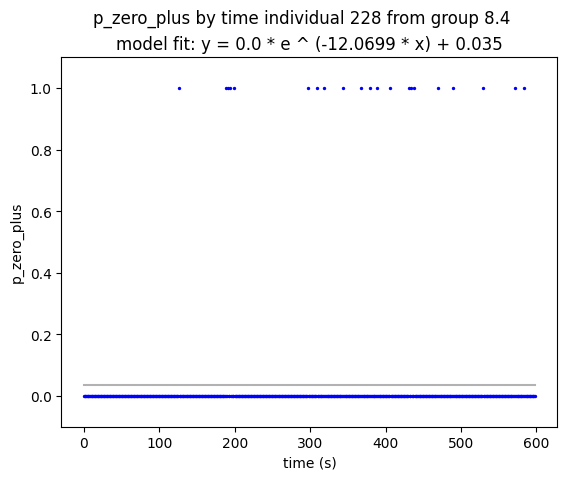 p_zero_plus by time individual 228 from group 8.4
model fit: y = 0.0 * e ^ (-12.0699 * x) + 0.035
1.0
0.8
0.6
0.4
0.2
0.0
p_zero_plus
0 100 200 300 400 500 600
time (s)